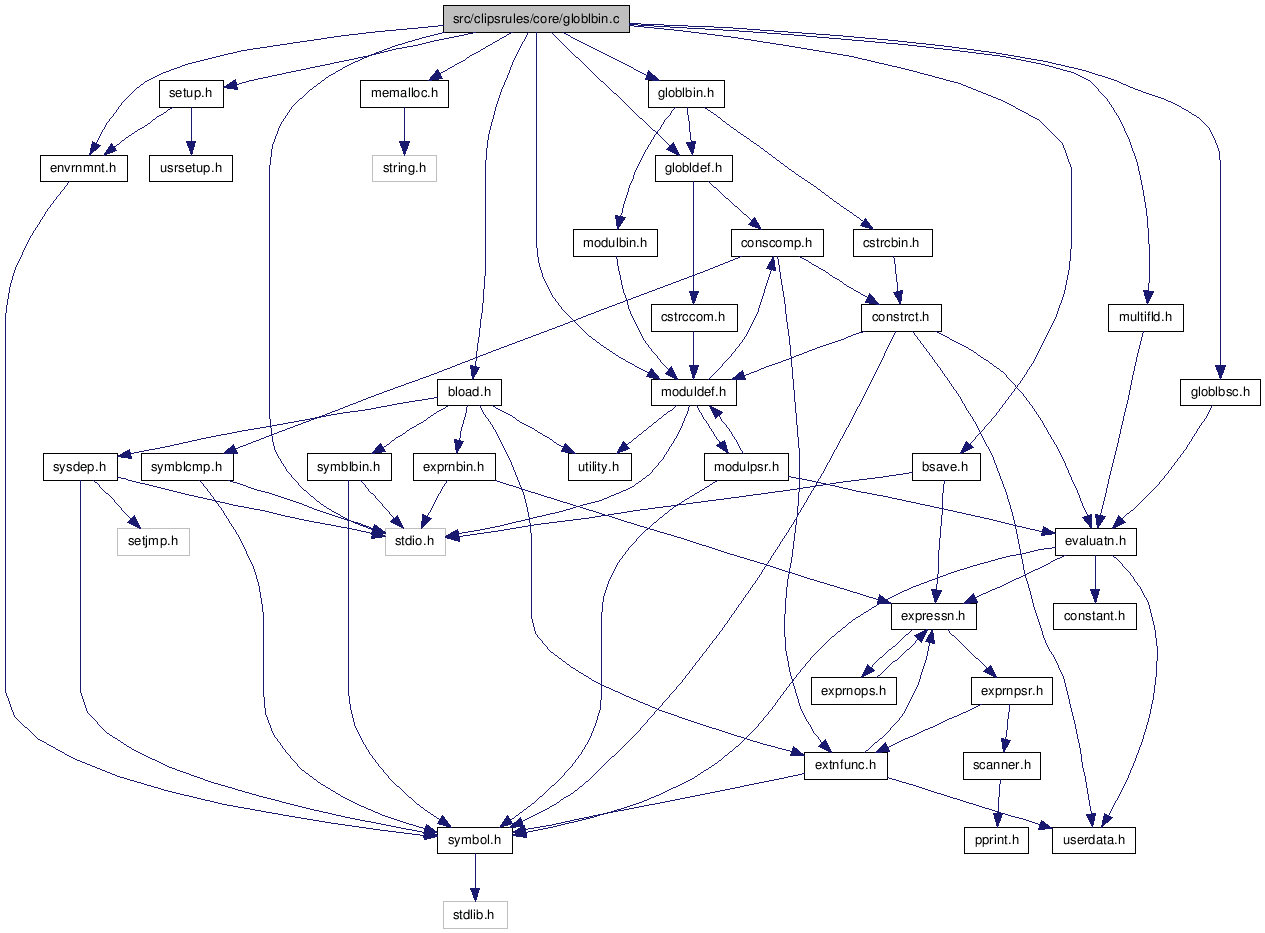 src/clipsrules/core/globlbin.c
setup.h
memalloc.h
globlbin.h
envrnmnt.h
usrsetup.h
string.h
globldef.h
modulbin.h
conscomp.h
cstrcbin.h
cstrccom.h
constrct.h
multifld.h
bload.h
moduldef.h
globlbsc.h
sysdep.h
symblcmp.h
symblbin.h
exprnbin.h
utility.h
modulpsr.h
bsave.h
setjmp.h
stdio.h
evaluatn.h
expressn.h
constant.h
exprnops.h
exprnpsr.h
extnfunc.h
scanner.h
symbol.h
pprint.h
userdata.h
stdlib.h